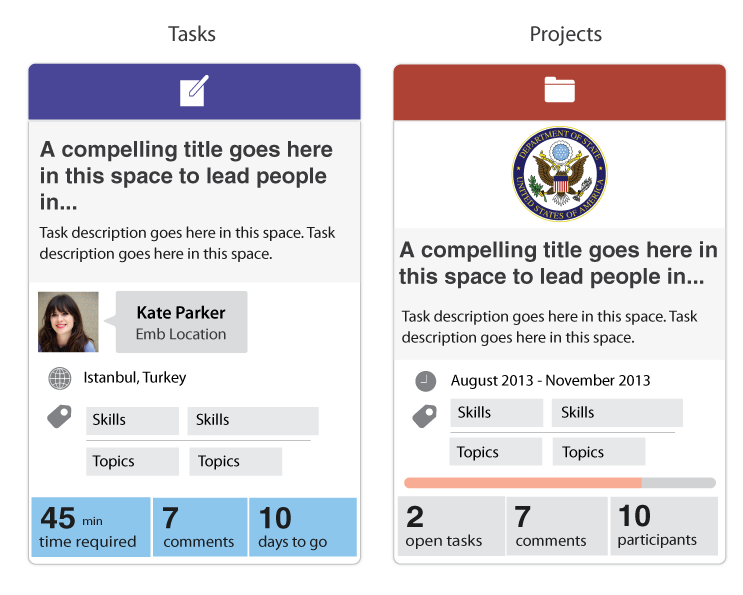 Tasks
A compelling title goes here
in this space to lead people
in...
Task description goes here in this space. Task
description goes here in this space.
Kate Parker
Emb Location
Istanbul, Turkey
Skills
Skills
Topics
Topics
45 min
time required
7
comments
10
days to go
Projects
DEPARTMENT OF STATE
UNITED STATES OF AMERICA
A compelling title goes here in
this space to lead people in...
Task description goes here in this space. Task
description goes here in this space.
August 2013 - November 2013
Skills
Skills
Topics
Topics
2
open tasks
7
comments
10
participants